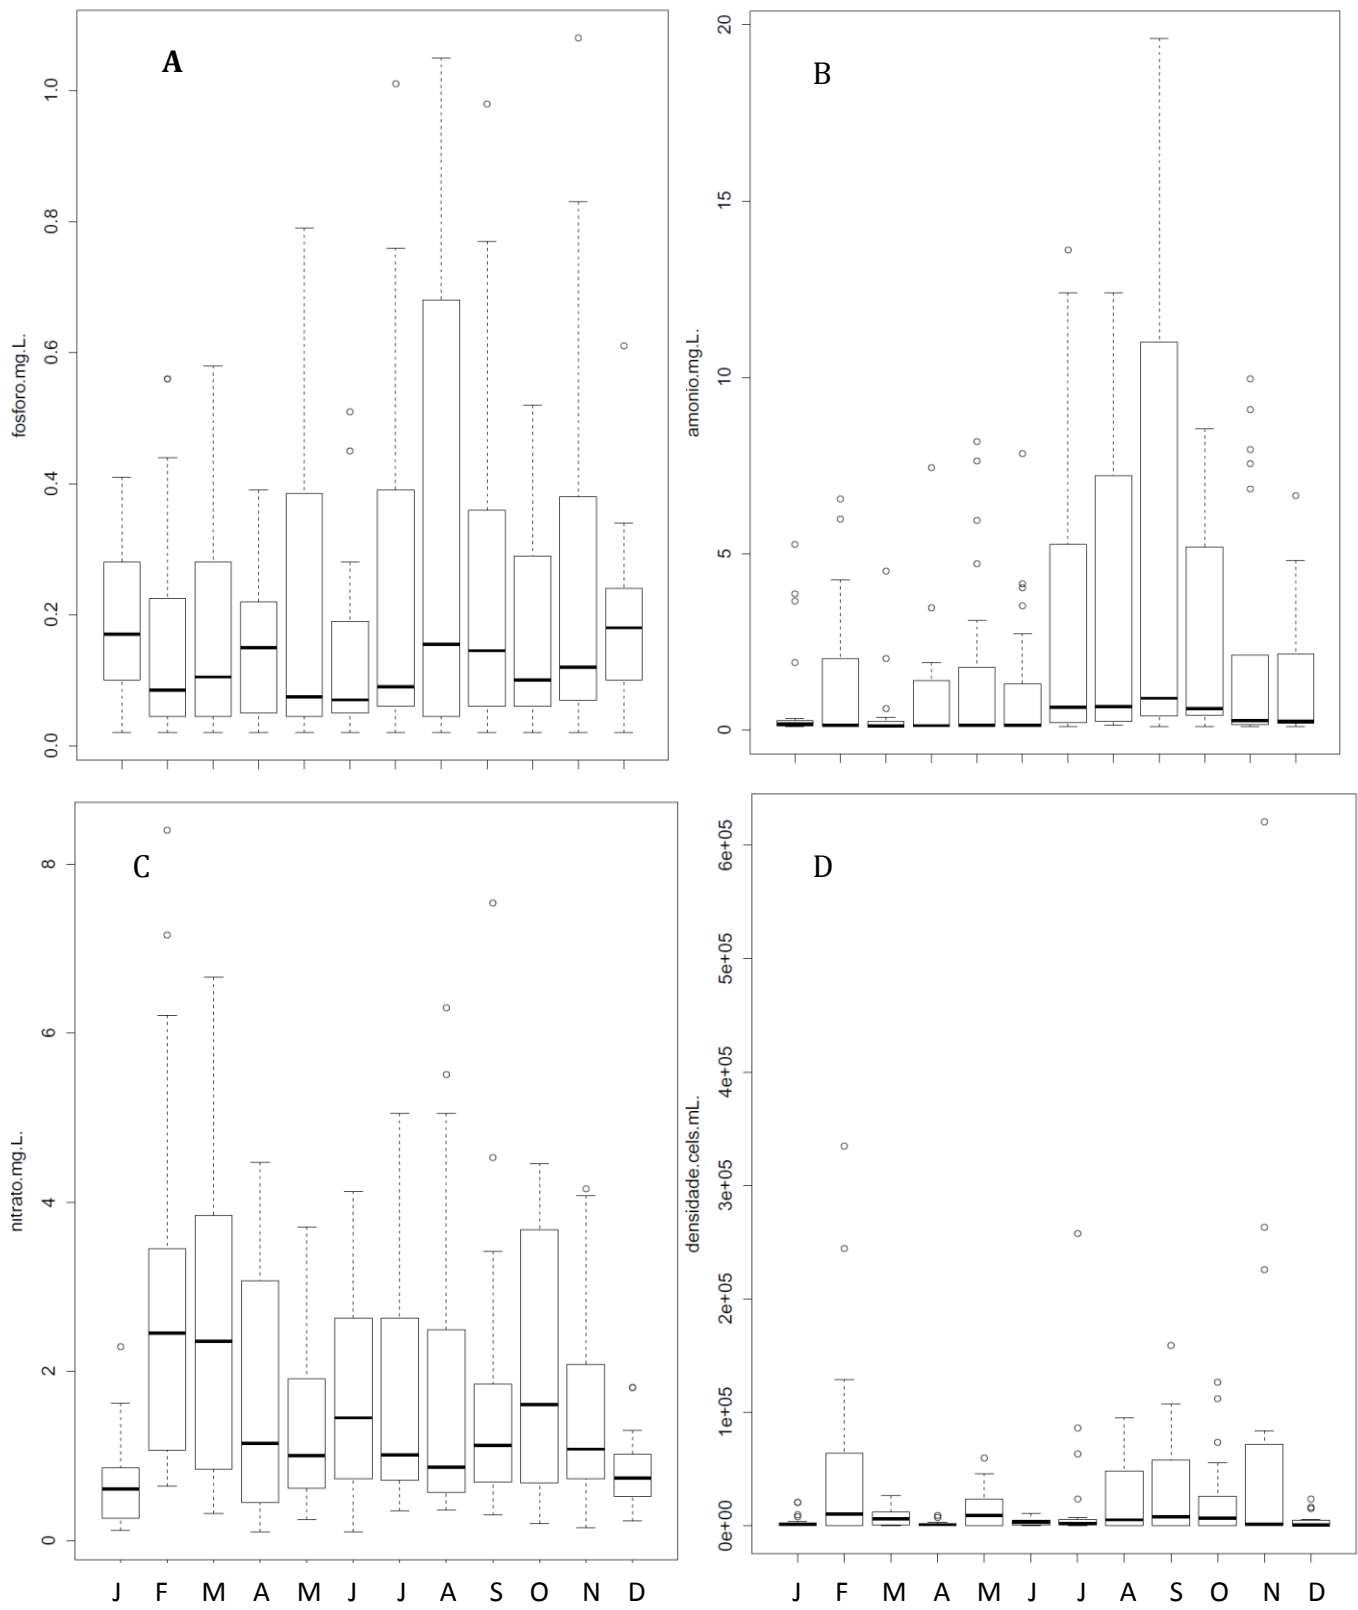 A
fosforo.mg.L.
0.0 0.2 0.4 0.6 0.8 1.0
B
amonio.mg.L.
0 5 10 15 20
C
nitrato.mg.L.
0 2 4 6 8
J F M A M J J A S O N D
D
densidade.cels.mL.
0e+00 1e+05 2e+05 3e+05 4e+05 5e+05 6e+05
J F M A M J J A S O N D